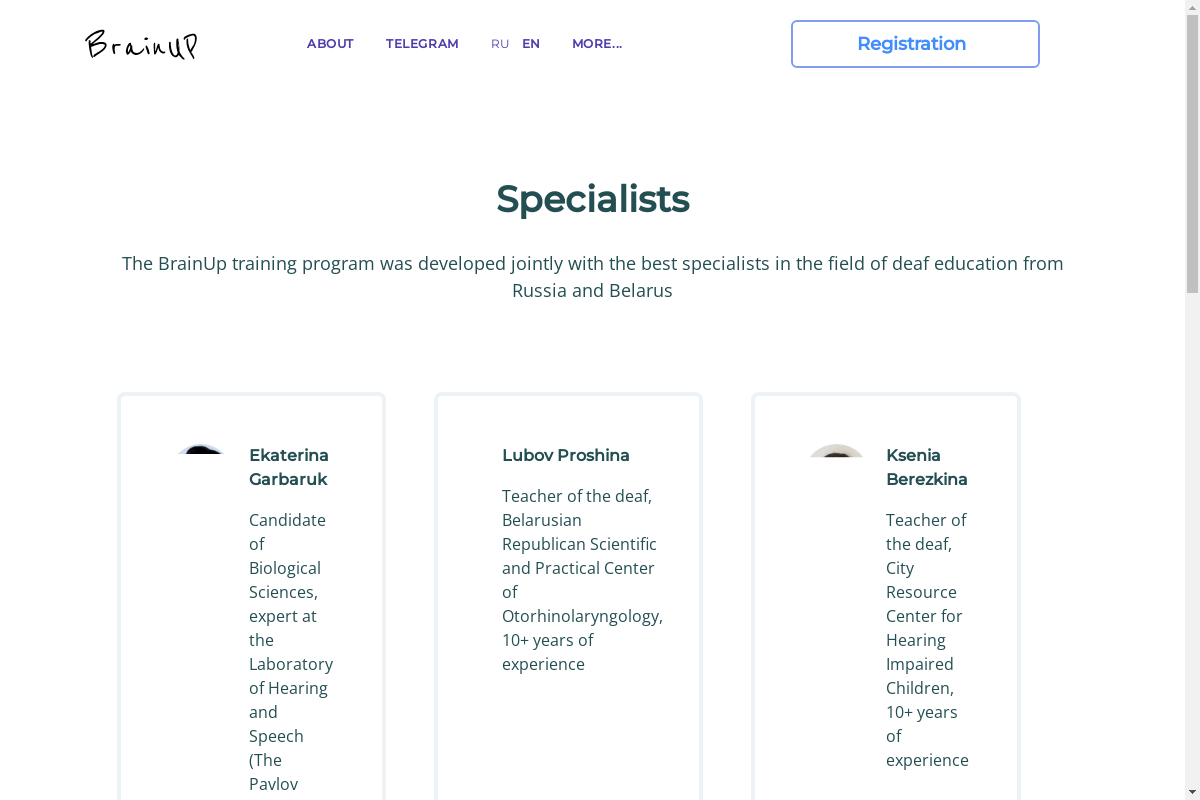 BrainUP
ABOUT
TELEGRAM
RU
EN
MORE...
Registration
Specialists
The BrainUp training program was developed jointly with the best specialists in the field of deaf education from
Russia and Belarus
Ekaterina
Garbaruk
Candidate
of
Biological
Sciences,
expert at
the
Laboratory
of Hearing
and
Speech
(The
Pavlov
Lubov Proshina
Teacher of the deaf,
Belarusian
Republican Scientific
and Practical Center
of
Otorhinolaryngology,
10+ years of
experience
Ksenia
Berezkina
Teacher of
the deaf,
City
Resource
Center for
Hearing
Impaired
Children,
10+ years
of
experience